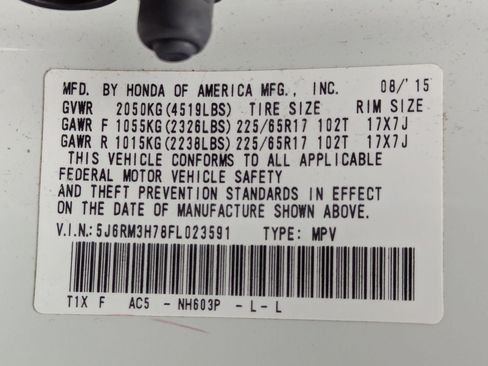 MFD. BY HONDA OF AMERICA MFG., INC. 08/'15
GVWR 2050KG(4519LBS) TIRE SIZE RIM SIZE
GAWR F 1055KG(2326LBS) 225/65R17 102T 17X7J
GAWR R 1015KG(2238LBS) 225/65R17 102T 17X7J
THIS VEHICLE CONFORMS TO ALL APPLICABLE
FEDERAL MOTOR VEHICLE SAFETY
AND THEFT PREVENTION STANDARDS IN EFFECT
ON THE DATE OF MANUFACTURE SHOWN ABOVE.
V.I.N.:5J6RM3H78FL023591 TYPE: MPV
T1X F AC5 - NH603P - L - L